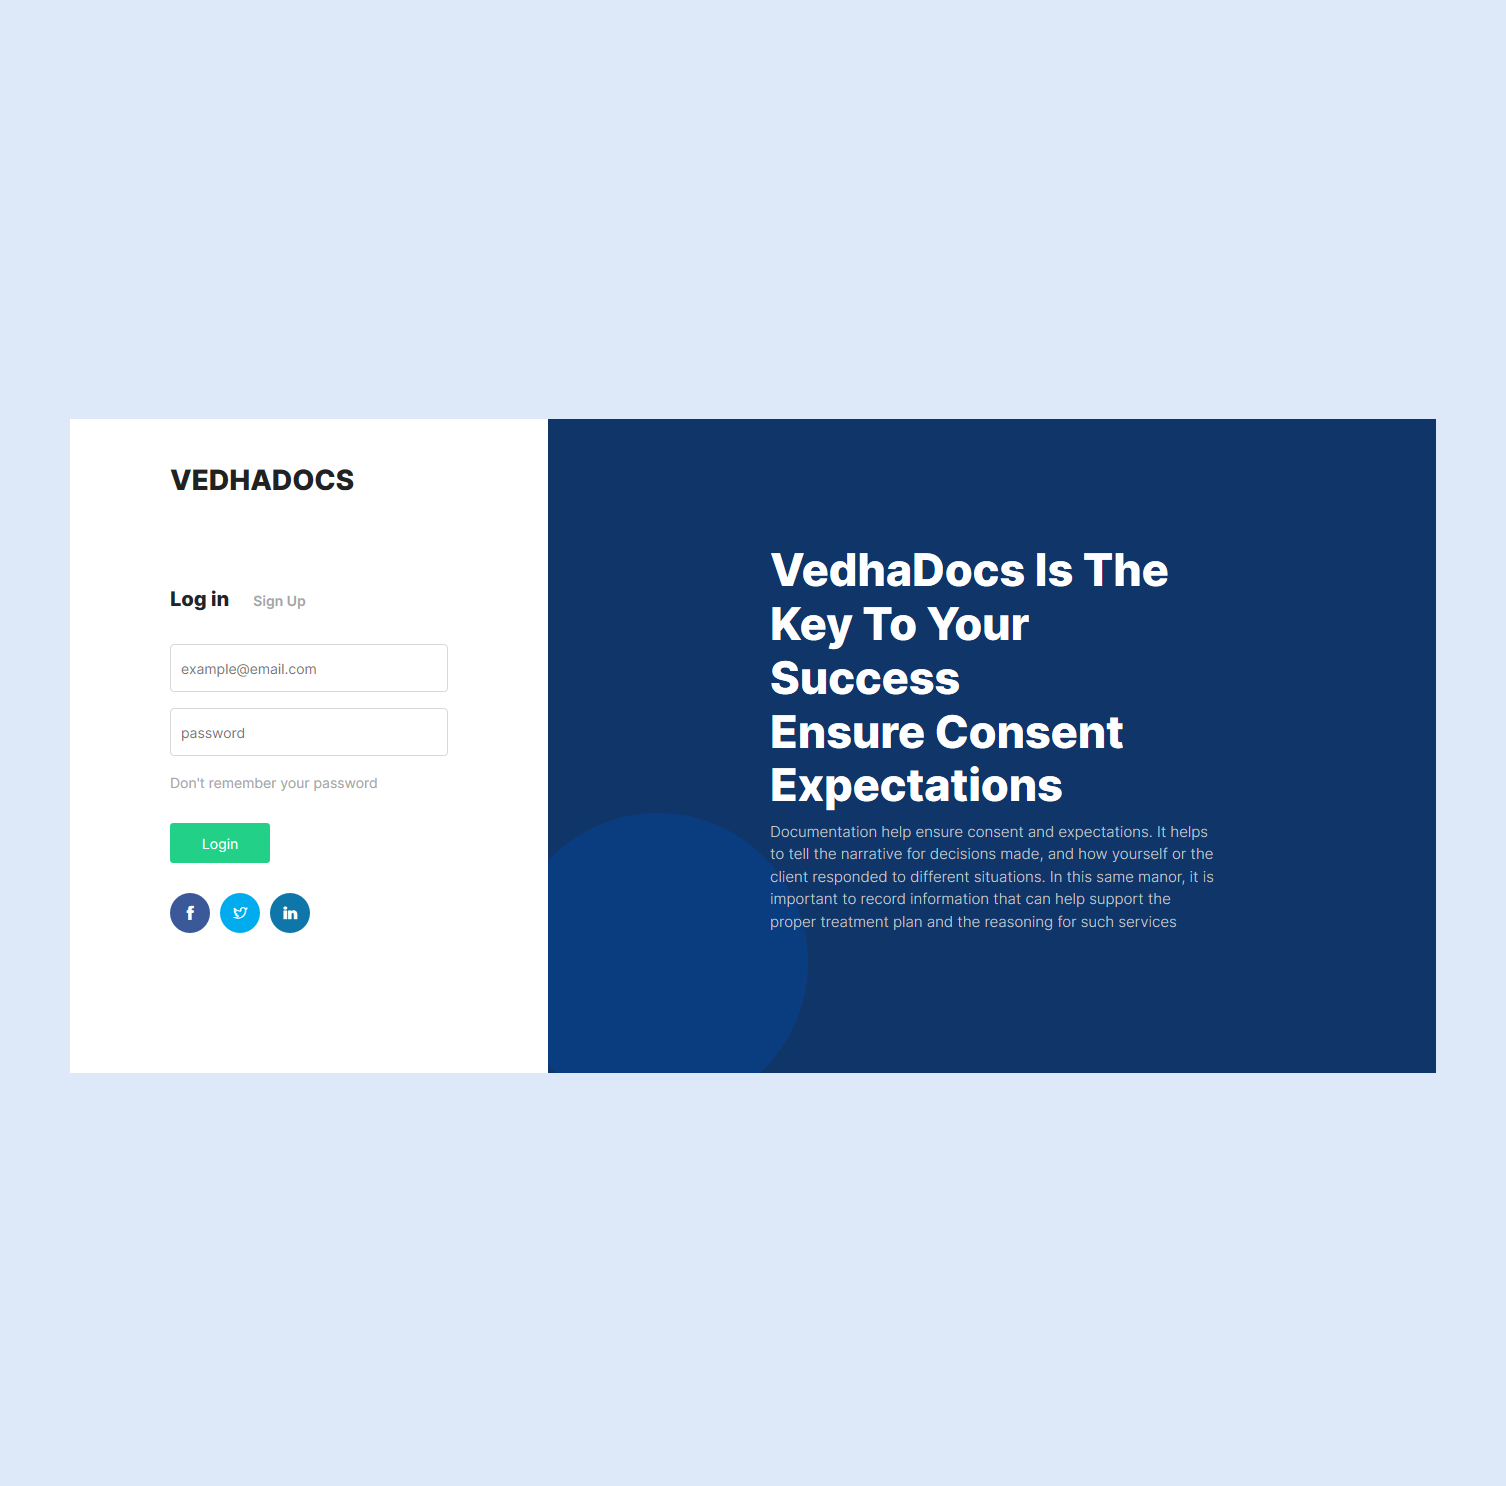 VEDHADOCS
Log in
Sign Up
example@email.com
password
Don't remember your password
Login
VedhaDocs Is The
Key To Your
Success
Ensure Consent
Expectations
Documentation help ensure consent and expectations. It helps
to tell the narrative for decisions made, and how yourself or the
client responded to different situations. In this same manor, it is
important to record information that can help support the
proper treatment plan and the reasoning for such services